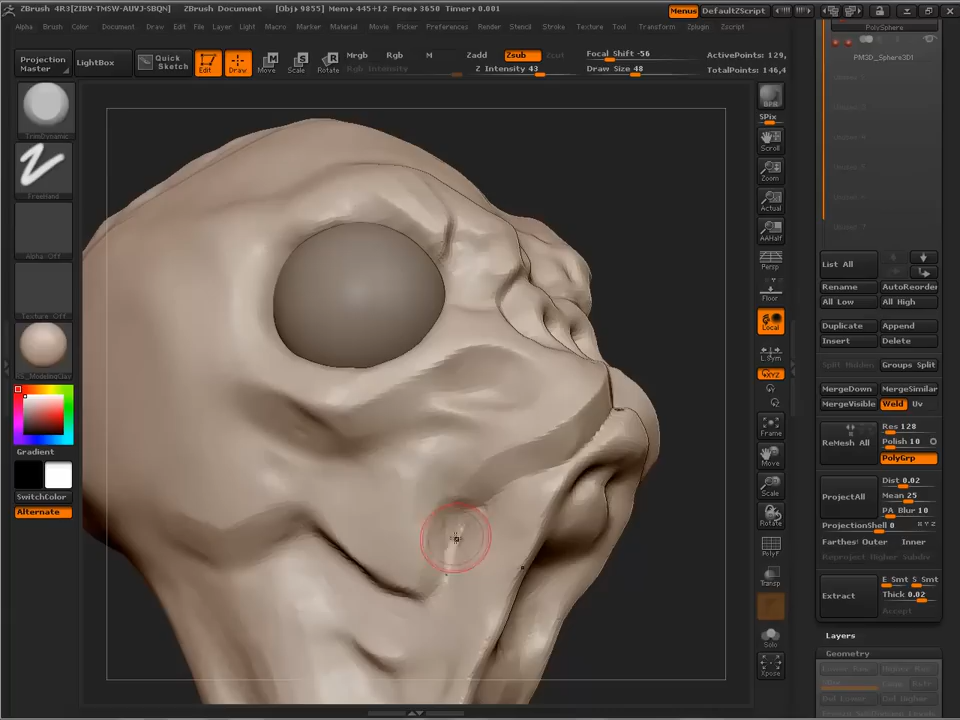 ZBrush 4R3[ZIBV-TMSW-AUVJ-SBQN] ZBrush Document [Obj] 9855] Mem▸ 445+12 Free▸ 3650 Timer▸ 0.001 Menus DefaultZScript
Alpha Brush Color Document Draw Edit File Layer Light Macro Marker Material Movie Picker Preferences Render Stencil Stroke Texture Tool Transform Zplugin Zscript
Projection Master
LightBox
Quick Sketch
Edit
Draw
Move
Scale
Rotate
Mrgb Rgb M
Rgb Intensity
Zadd Zsub Zcut
Z Intensity 43
Focal Shift -56
Draw Size 48
ActivePoints: 129,
TotalPoints: 146,4
TrimDynamic
FreeHand
Alpha Off
Texture Off
Gradient
SwitchColor
Alternate
BPR
SPix
Scroll
Zoom
Actual
AAHalf
Persp
Floor
Local
L.Sym
XYZ
Frame
Move
Scale
Rotate
PolyF
Transp
Solo
Xpose
PolySphere
PM3D_Sphere3D1
List All
Rename AutoReorder
All Low All High
Duplicate Append
Insert Delete
Split Hidden Groups Split
MergeDown MergeSimilar
MergeVisible Weld Uv
ReMesh All
Res 128
Polish 10
PolyGrp
ProjectAll
Dist 0.02
Mean 25
PA Blur 10
ProjectionShell 0 X Y Z
Farthest Outer Inner
Reproject Higher Subdiv
Extract
E Smt S Smt
Thick 0.02
Accept
Layers
Geometry